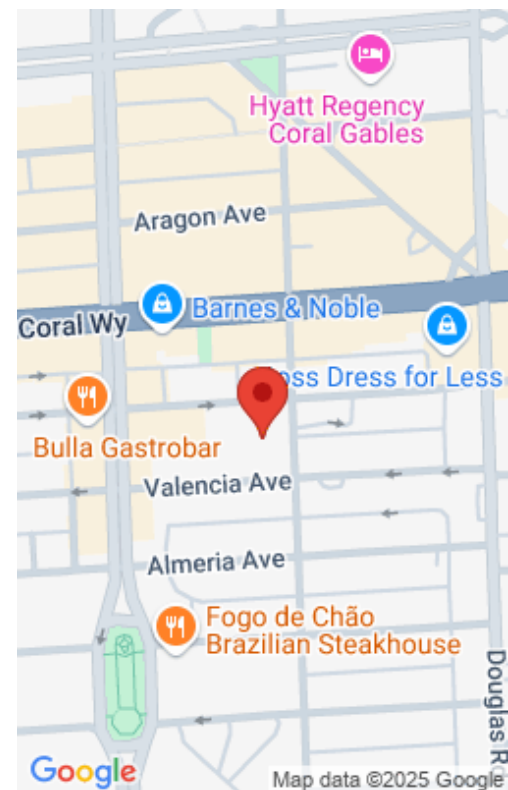 Hyatt Regency
Coral Gables
Aragon Ave
Barnes & Noble
Coral Wy
oss Dress for Less
Bulla Gastrobar
Valencia Ave
Almeria Ave
Fogo de Chão
Brazilian Steakhouse
Douglas R
Google
Map data ©2025 Google